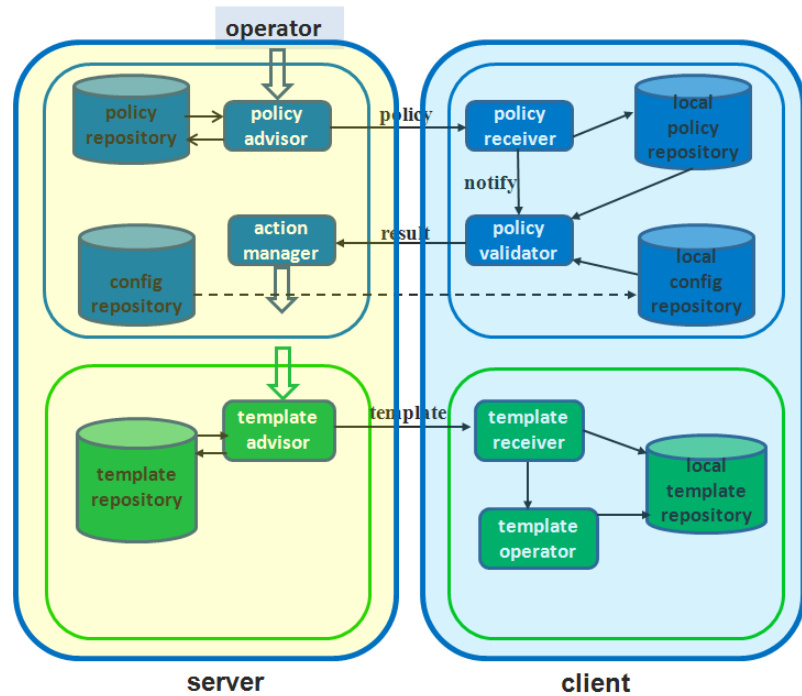 operator
policy
repository
policy
advisor
policy
policy
receiver
local
policy
repository
notify
action
manager
result
policy
validator
config
repository
local
config
repository
template
advisor
template
template
receiver
template
repository
local
template
repository
template
operator
server
client